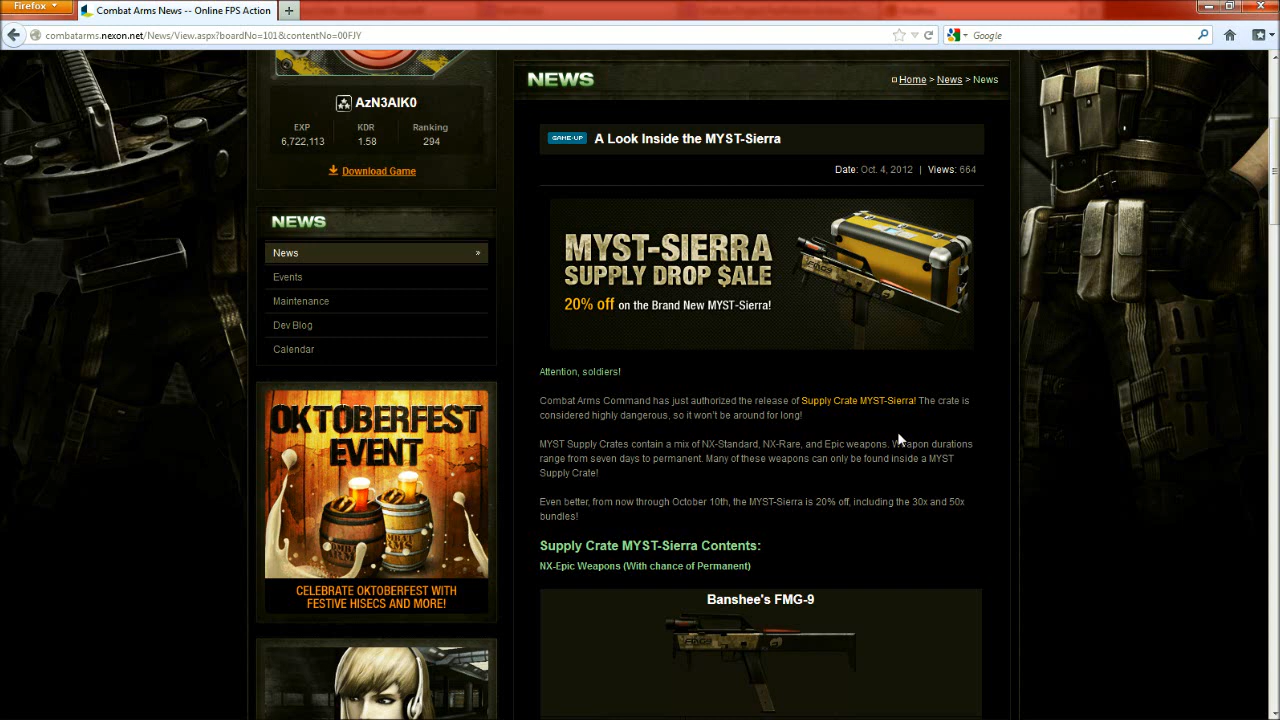 Firefox
Combat Arms News -- Online FPS Action
combatarms.nexon.net/News/View.aspx?boardNo=101&contentNo=00FJY
Google
AzN3AlK0
EXP KDR Ranking
6,722,113 1.58 294
Download Game
NEWS
News »
Events
Maintenance
Dev Blog
Calendar
OKTOBERFEST
EVENT
CELEBRATE OKTOBERFEST WITH
FESTIVE HISECS AND MORE!
NEWS
Home > News > News
GAME-UP A Look Inside the MYST-Sierra
Date: Oct. 4, 2012 | Views: 664
MYST-SIERRA
SUPPLY DROP $ALE
20% off on the Brand New MYST-Sierra!
Attention, soldiers!
Combat Arms Command has just authorized the release of Supply Crate MYST-Sierra! The crate is
considered highly dangerous, so it won't be around for long!
MYST Supply Crates contain a mix of NX-Standard, NX-Rare, and Epic weapons. Weapon durations
range from seven days to permanent. Many of these weapons can only be found inside a MYST
Supply Crate!
Even better, from now through October 10th, the MYST-Sierra is 20% off, including the 30x and 50x
bundles!
Supply Crate MYST-Sierra Contents:
NX-Epic Weapons (With chance of Permanent)
Banshee's FMG-9